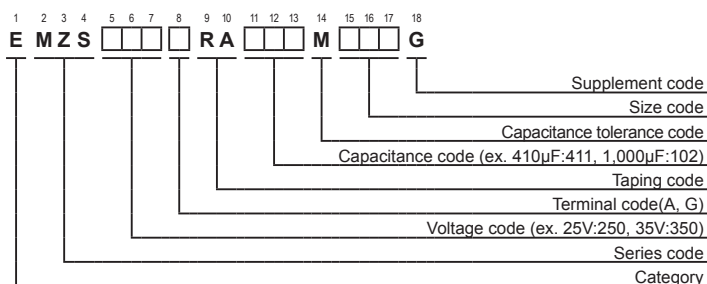 1 2 3 4 5 6 7 8 9 10 11 12 13 14 15 16 17 18
E M Z S □□□ □ R A □□□ M □□□ G
Supplement code
Size code
Capacitance tolerance code
Capacitance code (ex. 410µF:411, 1,000µF:102)
Taping code
Terminal code(A, G)
Voltage code (ex. 25V:250, 35V:350)
Series code
Category